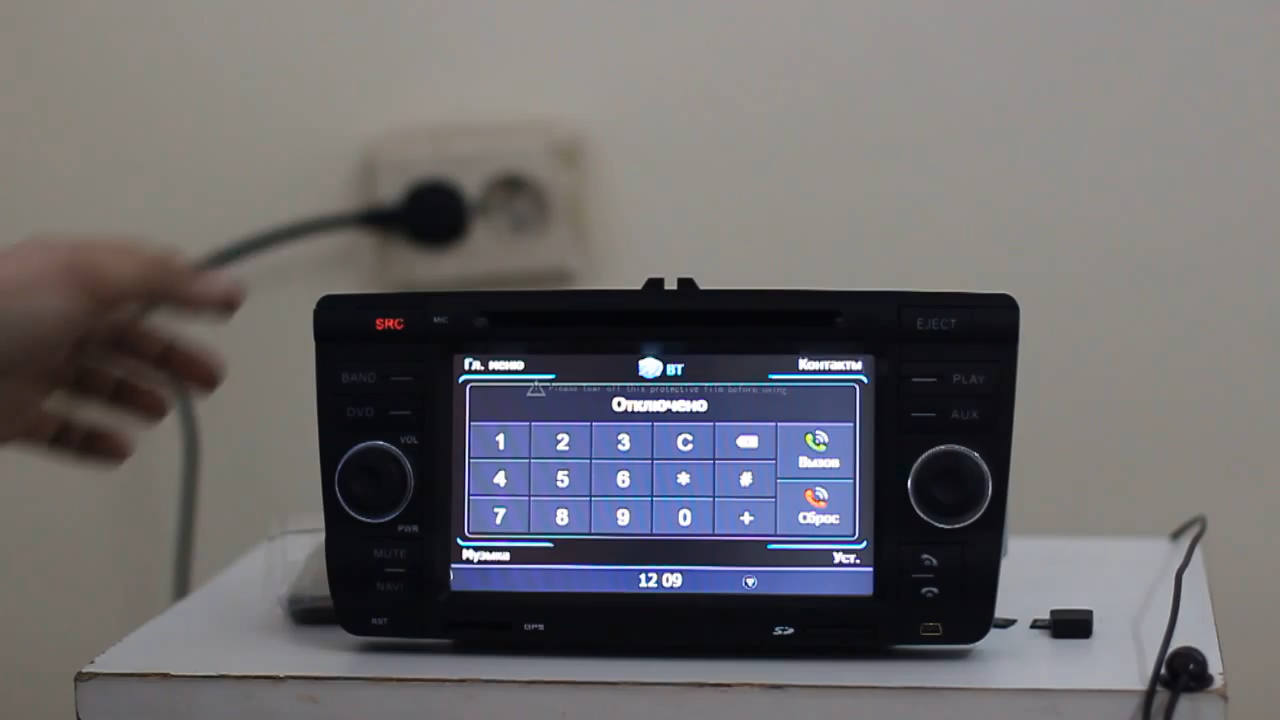 SRC MIC EJECT
BAND PLAY
DVD AUX
VOL
PWR
MUTE
NAVI
RST GPS SD
Гл. меню BT Контакты
Please tear off this protective film before using
Отключено
1 2 3 C Вызов
4 5 6 * #
7 8 9 0 + Сброс
Музыка Уст.
12 09